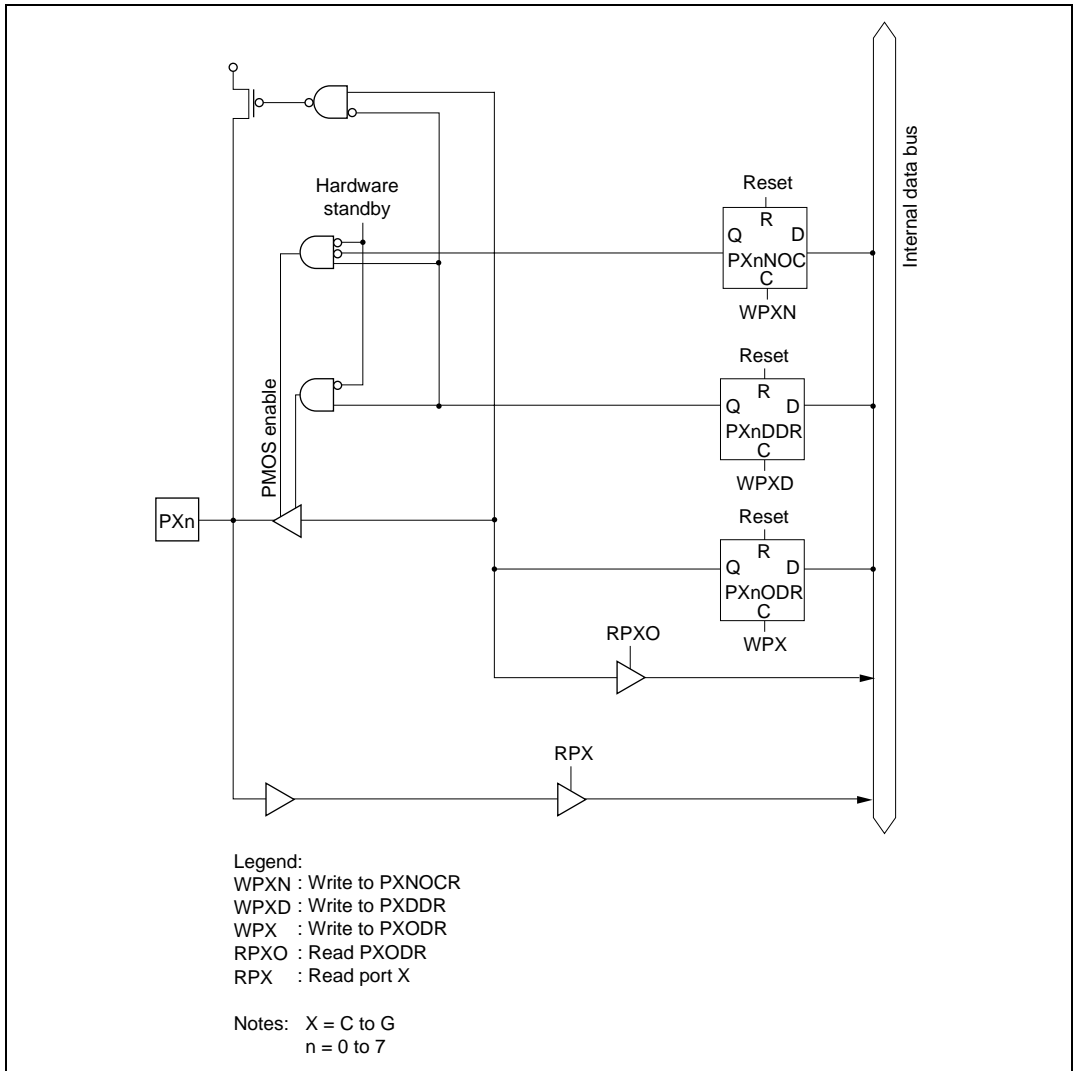 Hardware
standby
Reset
R
Q D
PXnNOC
C
WPXN
Internal data bus
Reset
R
Q D
PXnDDR
C
WPXD
PMOS enable
PXn
Reset
R
Q D
PXnODR
C
WPX
RPXO
RPX
Legend:
WPXN : Write to PXNOCR
WPXD : Write to PXDDR
WPX : Write to PXODR
RPXO : Read PXODR
RPX : Read port X
Notes: X = C to G
n = 0 to 7